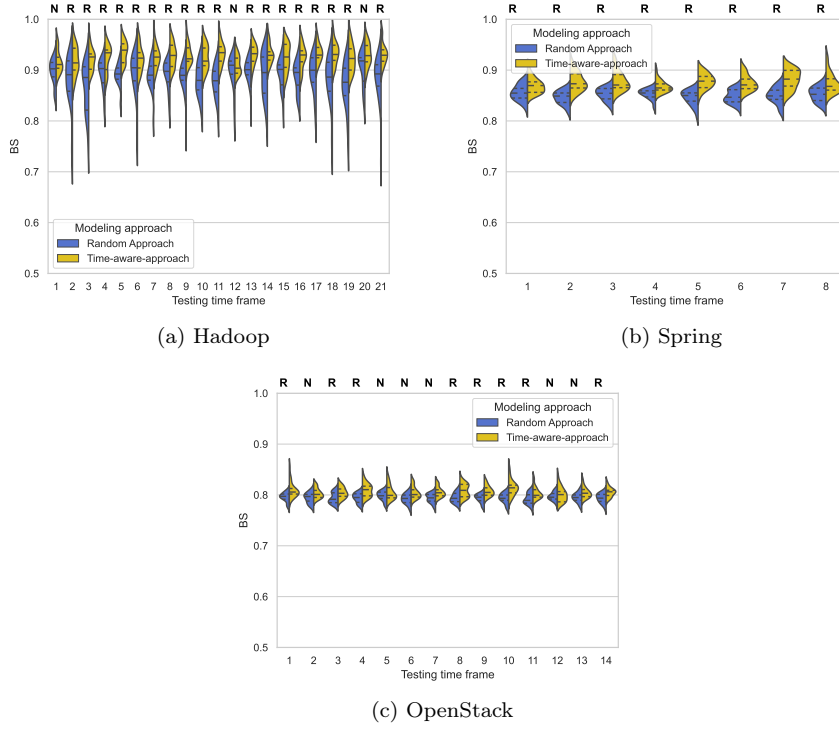 N R R R R R R R R R R N R R R R R R R N R
1.0
0.9
0.8
0.7
0.6
0.5
BS
Modeling approach
Random Approach
Time-aware-approach
1 2 3 4 5 6 7 8 9 10 11 12 13 14 15 16 17 18 19 20 21
Testing time frame
(a) Hadoop
R R R R R R R R
1.0
0.9
0.8
0.7
0.6
0.5
BS
Modeling approach
Random Approach
Time-aware-approach
1 2 3 4 5 6 7 8
Testing time frame
(b) Spring
R N R R N N N R R R R N N R
1.0
0.9
0.8
0.7
0.6
0.5
BS
Modeling approach
Random Approach
Time-aware-approach
1 2 3 4 5 6 7 8 9 10 11 12 13 14
Testing time frame
(c) OpenStack